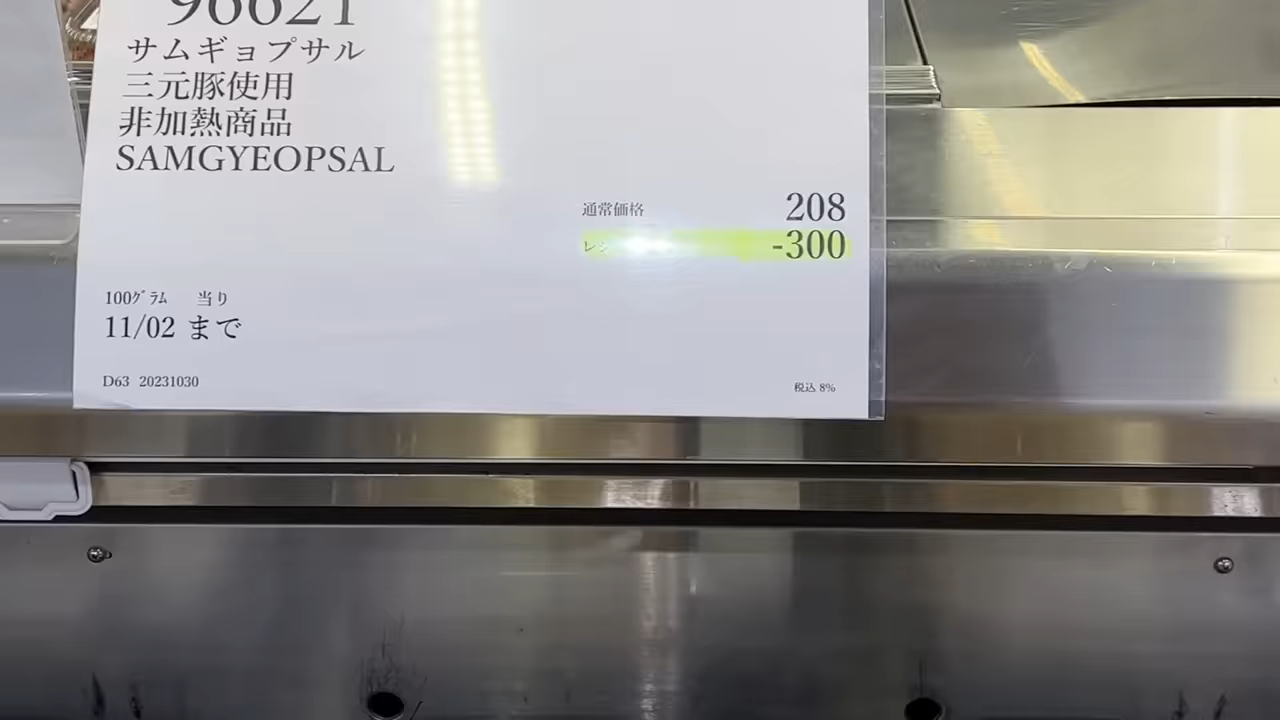 96621
サムギョプサル
三元豚使用
非加熱商品
SAMGYEOPSAL
通常価格 208
-300
100ｸﾞﾗﾑ 当り
11/02 まで
D63 20231030
税込 8%